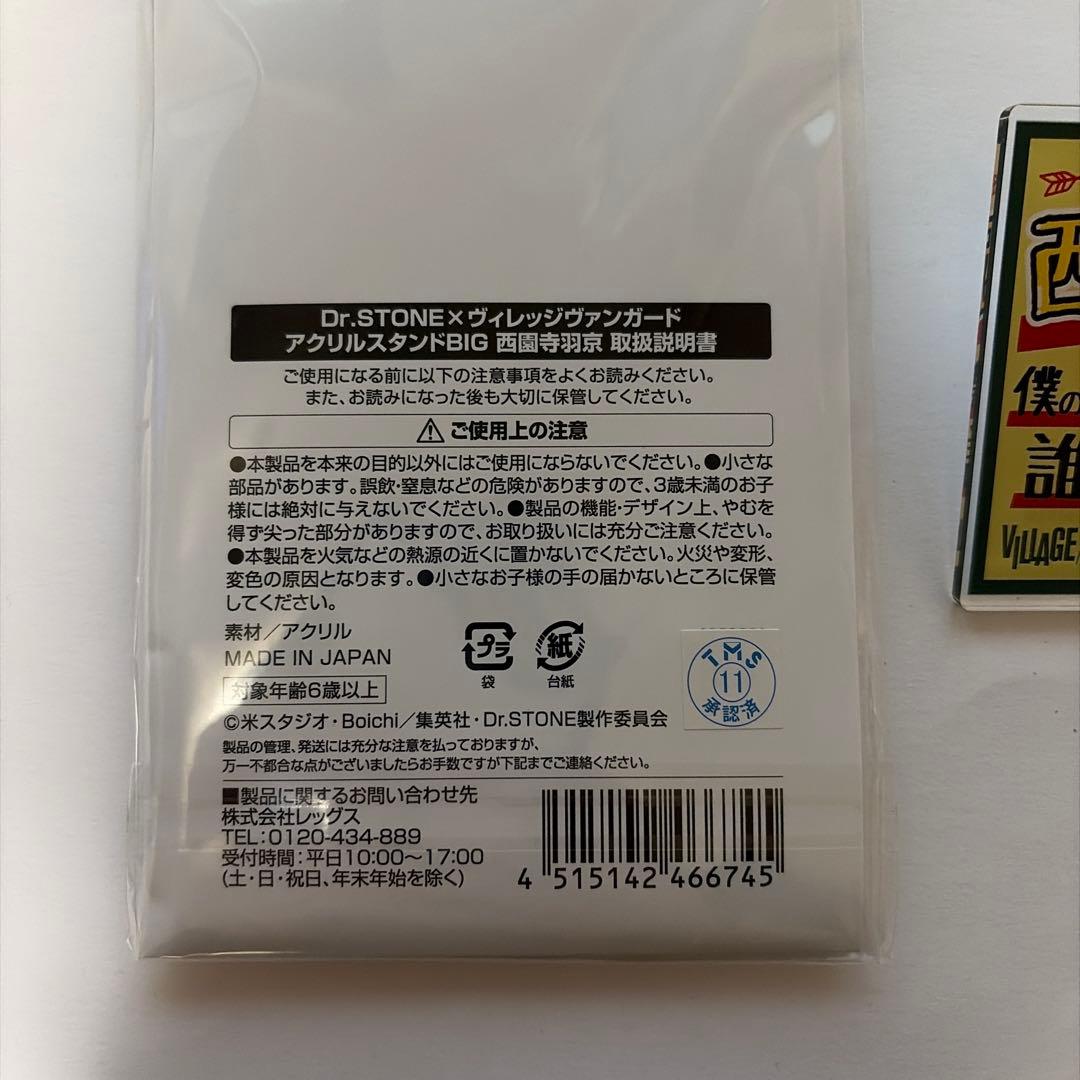 Dr.STONE×ヴィレッジヴァンガード
アクリルスタンドBIG 西園寺羽京 取扱説明書
ご使用になる前に以下の注意事項をよくお読みください。
また、お読みになった後も大切に保管してください。
ご使用上の注意
●本製品を本来の目的以外にはご使用にならないでください。●小さな
部品があります。誤飲・窒息などの危険がありますので、3歳未満のお子
様には絶対に与えないでください。●製品の機能・デザイン上、やむを
得ず尖った部分がありますので、お取り扱いには充分ご注意ください。
●本製品を火気などの熱源の近くに置かないでください。火災や変形、
変色の原因となります。●小さなお子様の手の届かないところに保管
してください。
素材／アクリル
MADE IN JAPAN
対象年齢6歳以上
プラ
袋
紙
台紙
TMS
11
承認済
©米スタジオ・Boichi／集英社・Dr.STONE製作委員会
製品の管理、発送には充分な注意を払っておりますが、
万一不都合な点がございましたらお手数ですが下記までご連絡ください。
■製品に関するお問い合わせ先
株式会社レッグス
TEL:0120-434-889
受付時間：平日10:00〜17:00
(土・日・祝日、年末年始を除く)
4 515142 466745
西
僕の
誰
VILLAGE